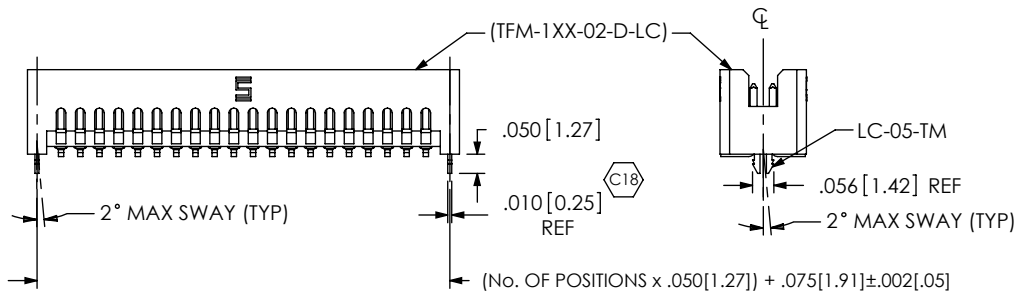 ℄
(TFM-1XX-02-D-LC)
.050 [1.27]
LC-05-TM
C18
.010 [0.25]
REF
.056 [1.42] REF
2° MAX SWAY (TYP)
2° MAX SWAY (TYP)
(No. OF POSITIONS x .050[1.27]) + .075[1.91]±.002[.05]